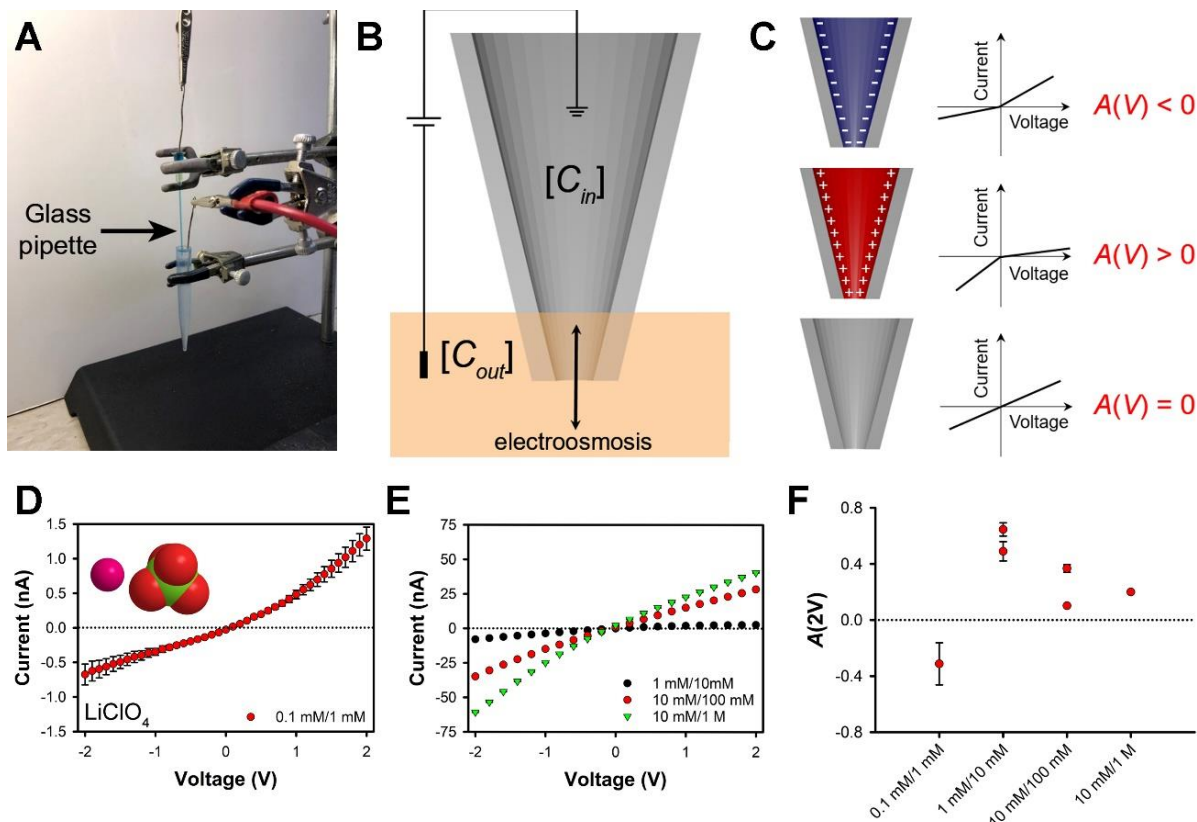 A
Glass
pipette
B
[C_in]
[C_out]
electroosmosis
C
Current
Voltage
A(V) < 0
Current
Voltage
A(V) > 0
Current
Voltage
A(V) = 0
D
Current (nA)
1.5
1.0
0.5
0.0
-0.5
-1.0
LiClO4
0.1 mM/1 mM
-2 -1 0 1 2
Voltage (V)
E
Current (nA)
75
50
25
0
-25
-50
-75
1 mM/10mM
10 mM/100 mM
10 mM/1 M
-2 -1 0 1 2
Voltage (V)
F
A(2V)
0.8
0.4
0.0
-0.4
-0.8
0.1 mM/1 mM
1 mM/10 mM
10 mM/100 mM
10 mM/1 M